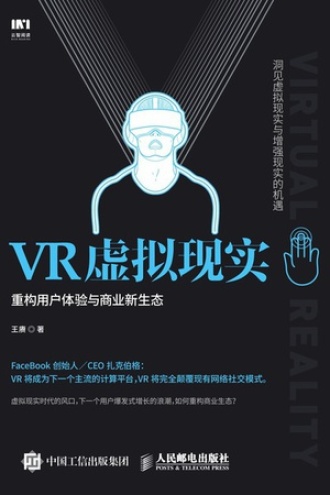 云智阅读
洞见虚拟现实与增强现实的机遇
VIRTUAL REALITY
VR虚拟现实
重构用户体验与商业新生态
王赓 ◎ 著
FaceBook 创始人／CEO 扎克伯格：
VR 将成为下一个主流的计算平台，VR 将完全颠覆现有网络社交模式。
虚拟现实时代的风口，下一个用户爆发式增长的浪潮，如何重构商业生态？
中国工信出版集团
人民邮电出版社
POSTS & TELECOM PRESS